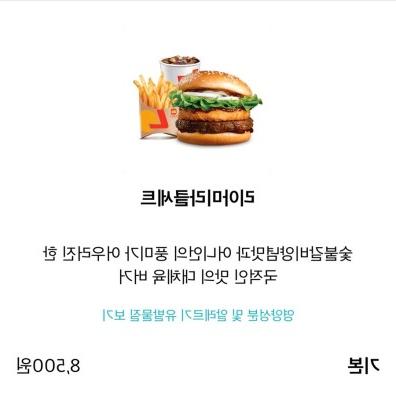 리아미라클세트
숯불갈비양념맛과 어니언의 풍미가 어우러진 한
국적인 맛의 대체육 버거
영양성분 및 알레르기 유발물질 보기
기본 8,500원